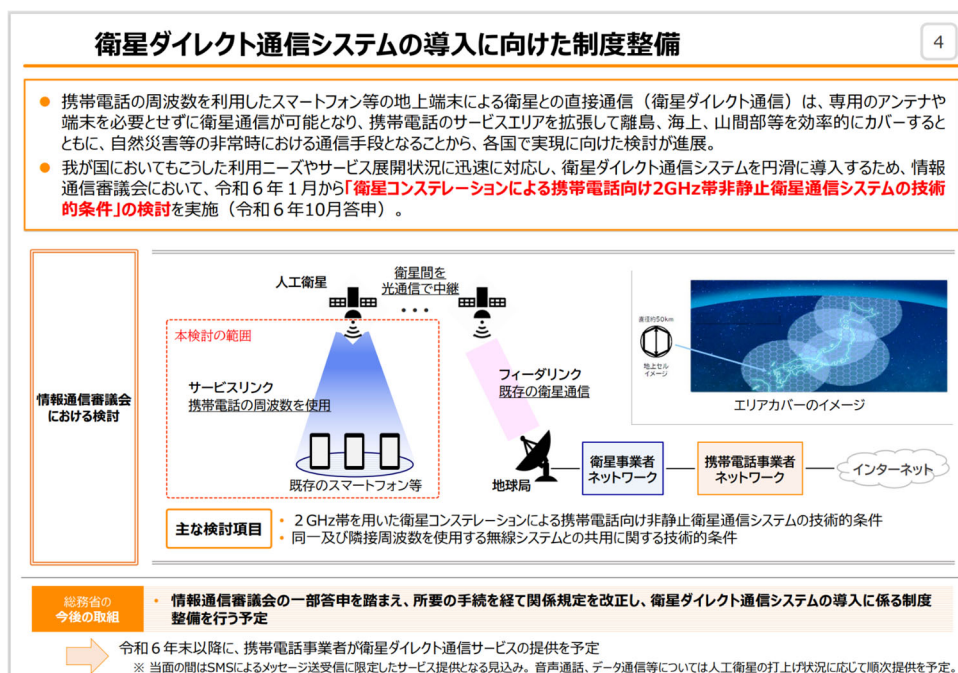 衛星ダイレクト通信システムの導入に向けた制度整備
4
● 携帯電話の周波数を利用したスマートフォン等の地上端末による衛星との直接通信（衛星ダイレクト通信）は、専用のアンテナや
端末を必要とせずに衛星通信が可能となり、携帯電話のサービスエリアを拡張して離島、海上、山間部等を効率的にカバーすると
ともに、自然災害等の非常時における通信手段となることから、各国で実現に向けた検討が進展。
● 我が国においてもこうした利用ニーズやサービス展開状況に迅速に対応し、衛星ダイレクト通信システムを円滑に導入するため、情報
通信審議会において、令和６年１月から「衛星コンステレーションによる携帯電話向け2GHz帯非静止衛星通信システムの技術
的条件」の検討を実施（令和６年10月答申）。
情報通信審議会
における検討
人工衛星
衛星間を
光通信で中継
・・・
本検討の範囲
サービスリンク
携帯電話の周波数を使用
既存のスマートフォン等
フィーダリンク
既存の衛星通信
地球局
衛星事業者
ネットワーク
携帯電話事業者
ネットワーク
インターネット
直径約50km
地上セル
イメージ
エリアカバーのイメージ
主な検討項目
・ ２GHz帯を用いた衛星コンステレーションによる携帯電話向け非静止衛星通信システムの技術的条件
・ 同一及び隣接周波数を使用する無線システムとの共用に関する技術的条件
総務省の
今後の取組
・ 情報通信審議会の一部答申を踏まえ、所要の手続を経て関係規定を改正し、衛星ダイレクト通信システムの導入に係る制度
整備を行う予定
令和６年末以降に、携帯電話事業者が衛星ダイレクト通信サービスの提供を予定
※ 当面の間はSMSによるメッセージ送受信に限定したサービス提供となる見込み。音声通話、データ通信等については人工衛星の打上げ状況に応じて順次提供を予定。